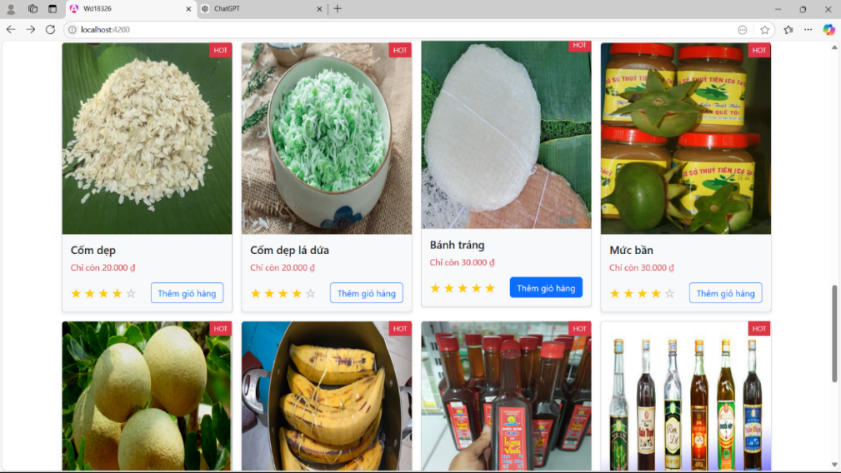 Wd18326
ChatGPT
localhost:4200
HOT
HOT
HOT
HOT
Cốm dẹp
Chỉ còn 20.000 ₫
★ ★ ★ ★ ☆ Thêm giỏ hàng
Cốm dẹp lá dứa
Chỉ còn 20.000 ₫
★ ★ ★ ★ ☆ Thêm giỏ hàng
Bánh tráng
Chỉ còn 30.000 ₫
★ ★ ★ ★ ★ Thêm giỏ hàng
Mức bần
Chỉ còn 30.000 ₫
★ ★ ★ ★ ☆ Thêm giỏ hàng
HOT
HOT
HOT
HOT